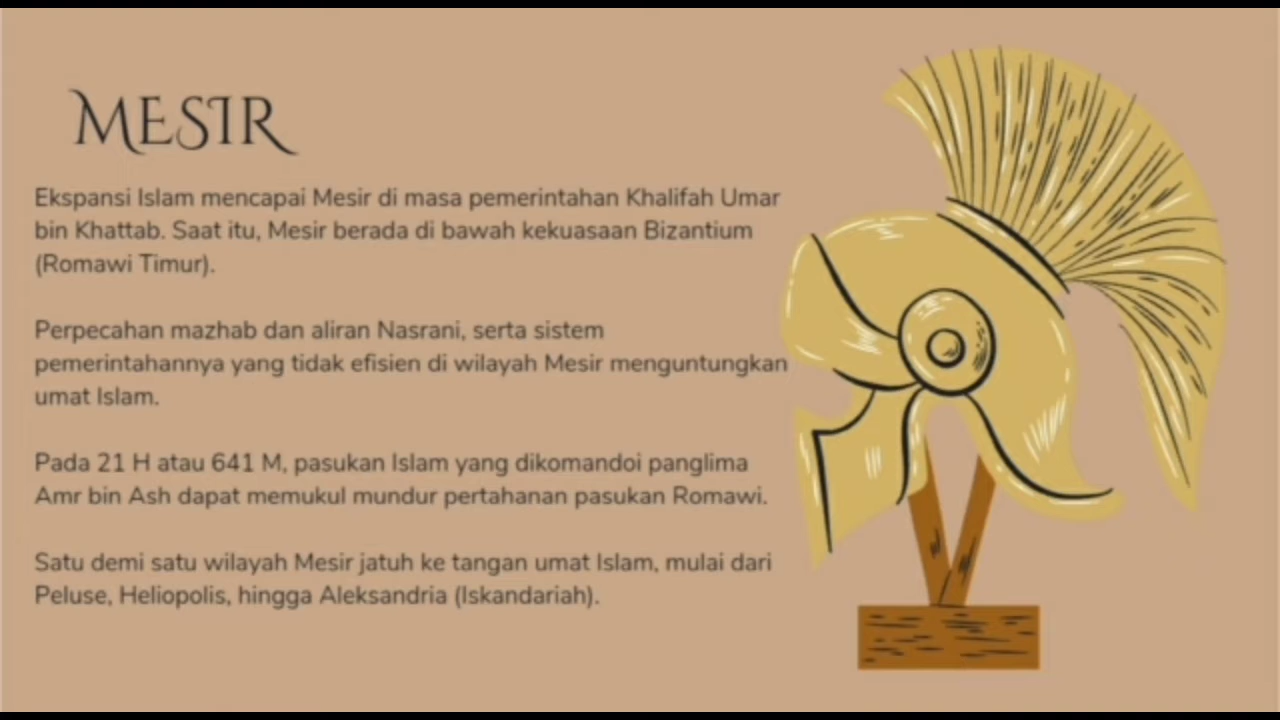 MESIR
Ekspansi Islam mencapai Mesir di masa pemerintahan Khalifah Umar
bin Khattab. Saat itu, Mesir berada di bawah kekuasaan Bizantium
(Romawi Timur).
Perpecahan mazhab dan aliran Nasrani, serta sistem
pemerintahannya yang tidak efisien di wilayah Mesir menguntungkan
umat Islam.
Pada 21 H atau 641 M, pasukan Islam yang dikomandoi panglima
Amr bin Ash dapat memukul mundur pertahanan pasukan Romawi.
Satu demi satu wilayah Mesir jatuh ke tangan umat Islam, mulai dari
Peluse, Heliopolis, hingga Aleksandria (Iskandariah).